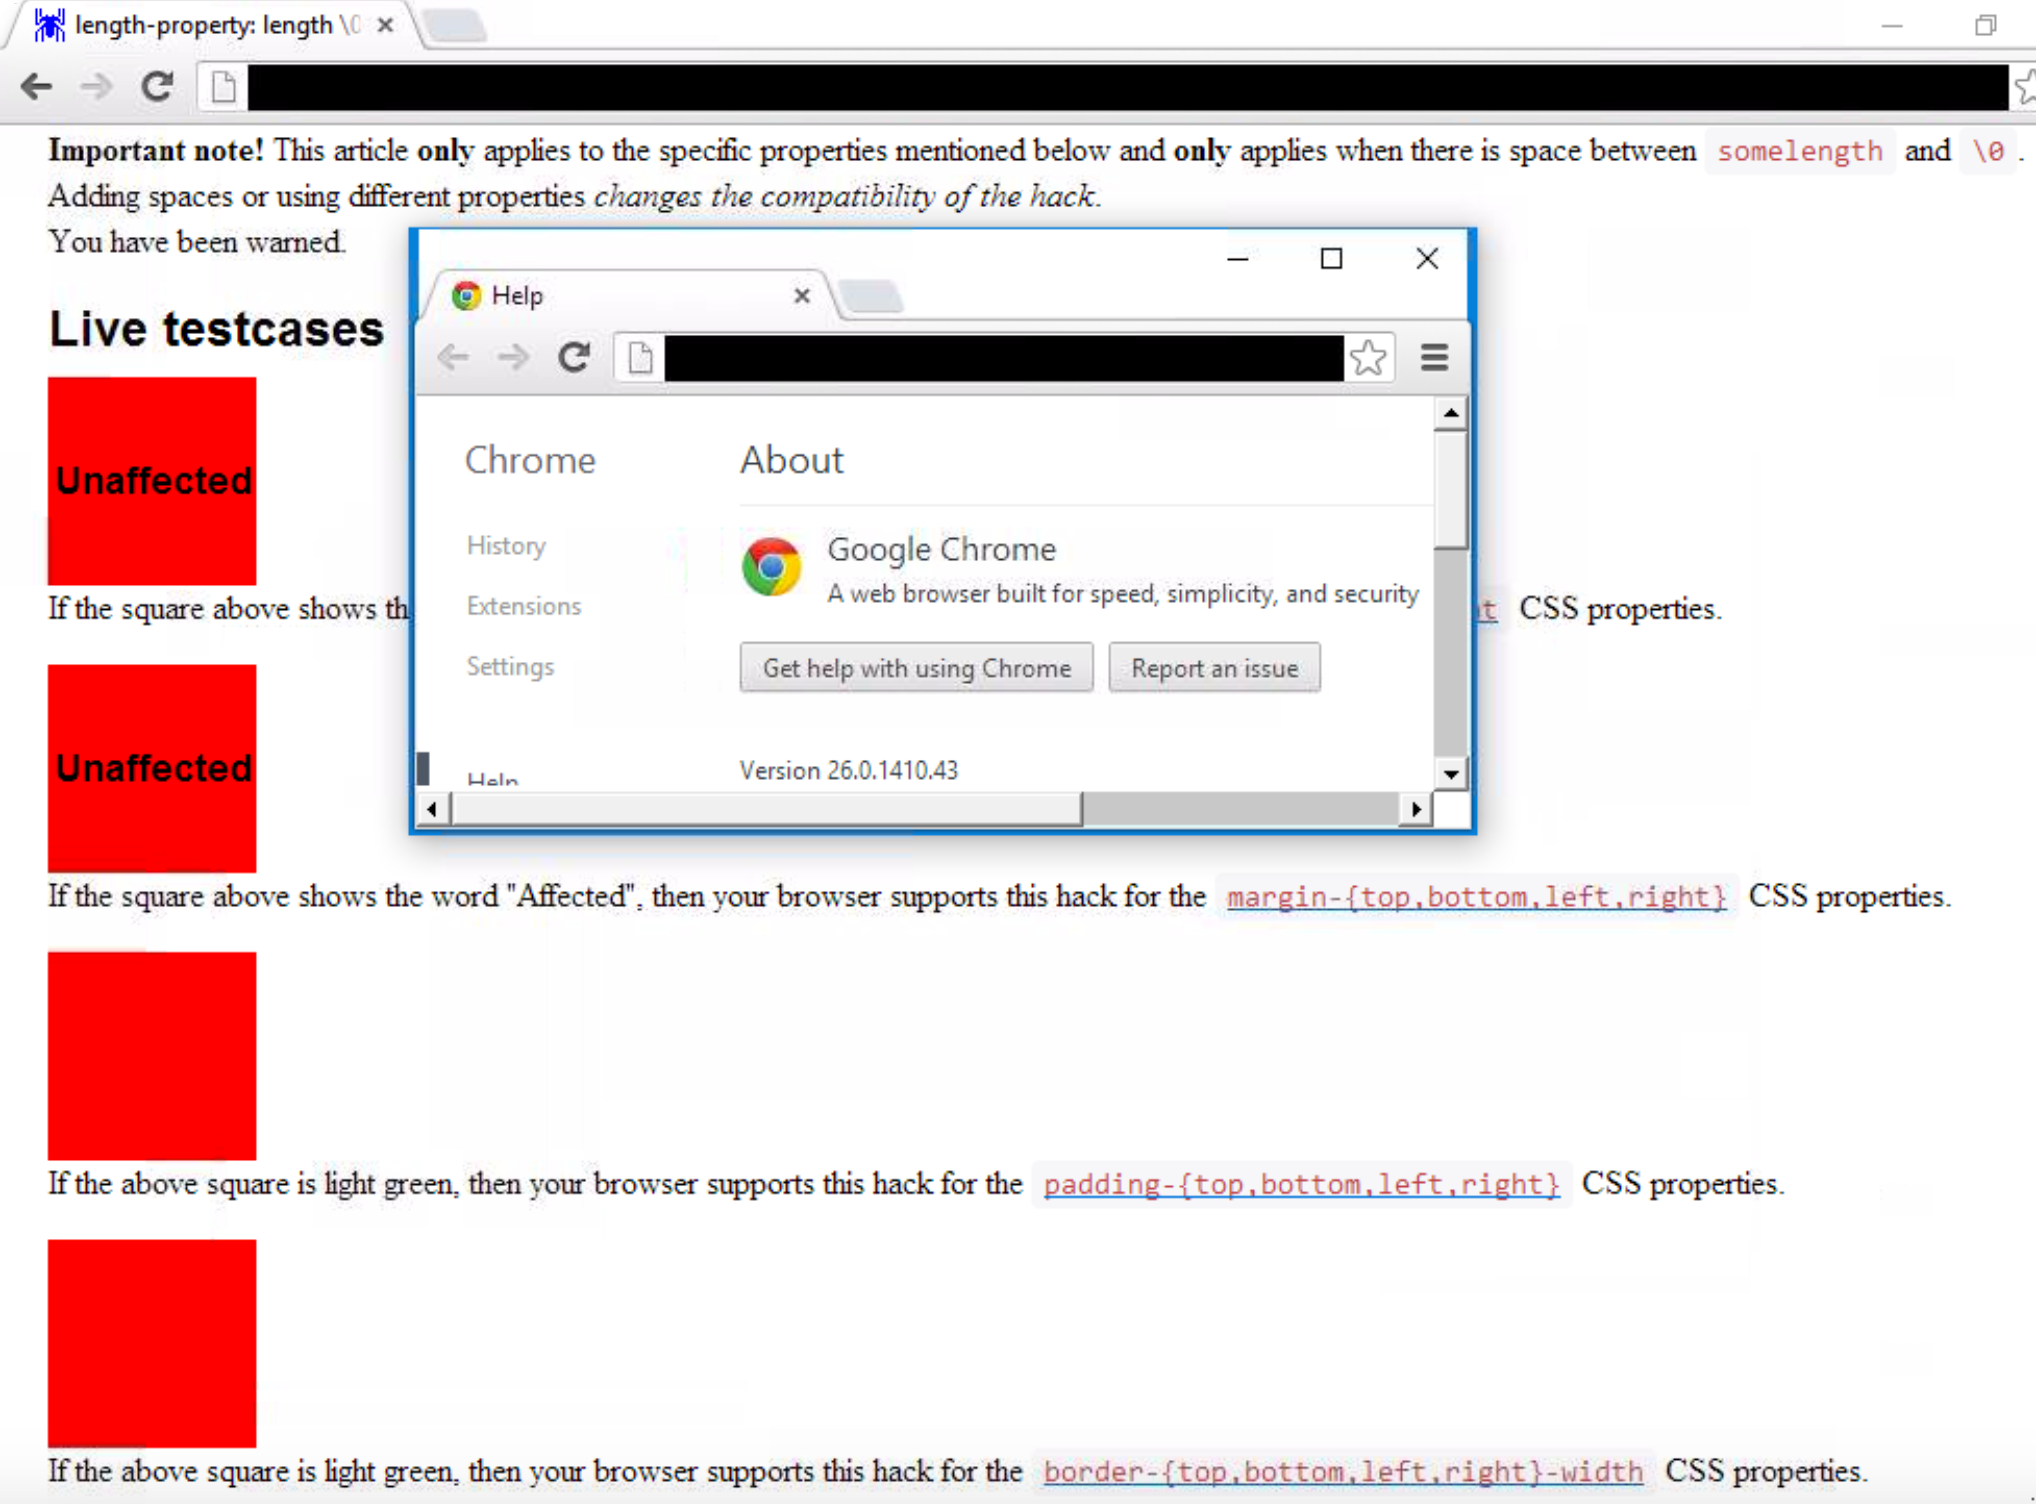 length-property: length \0
Important note! This article only applies to the specific properties mentioned below and only applies when there is space between somelength and \0 .
Adding spaces or using different properties changes the compatibility of the hack.
You have been warned.
Live testcases
Unaffected
If the square above shows th
t CSS properties.
Help
Chrome
About
History
Extensions
Settings
Help
Google Chrome
A web browser built for speed, simplicity, and security
Get help with using Chrome
Report an issue
Version 26.0.1410.43
Unaffected
If the square above shows the word "Affected", then your browser supports this hack for the margin-{top,bottom,left,right} CSS properties.
If the above square is light green, then your browser supports this hack for the padding-{top,bottom,left,right} CSS properties.
If the above square is light green, then your browser supports this hack for the border-{top,bottom,left,right}-width CSS properties.